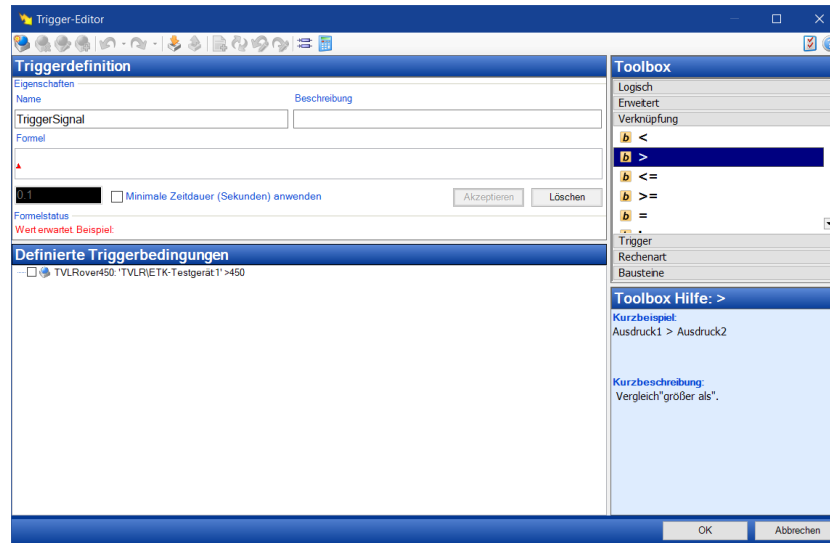 Trigger-Editor
Triggerdefinition
Eigenschaften
Name
Beschreibung
TriggerSignal
Formel
0.1
Minimale Zeitdauer (Sekunden) anwenden
Akzeptieren
Löschen
Formelstatus
Wert erwartet. Beispiel:
Definierte Triggerbedingungen
TVLRover450: 'TVLR\ETK-Testgerät1' >450
Toolbox
Logisch
Erweitert
Verknüpfung
b <
b >
b <=
b >=
b =
Trigger
Rechenart
Bausteine
Toolbox Hilfe: >
Kurzbeispiel:
Ausdruck1 > Ausdruck2
Kurzbeschreibung:
Vergleich"größer als".
OK
Abbrechen